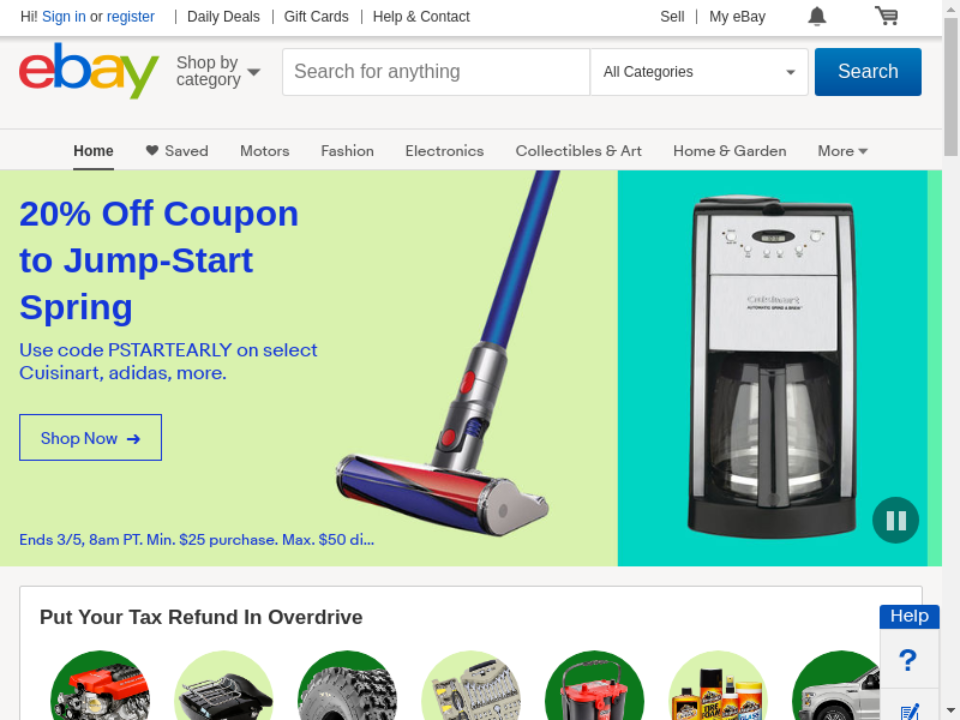 Hi! Sign in or register
Daily Deals
Gift Cards
Help & Contact
Sell
My eBay
ebay
Shop by
category
Search for anything
All Categories
Search
Home
Saved
Motors
Fashion
Electronics
Collectibles & Art
Home & Garden
More
20% Off Coupon
to Jump-Start
Spring
Use code PSTARTEARLY on select
Cuisinart, adidas, more.
Shop Now
Ends 3/5, 8am PT. Min. $25 purchase. Max. $50 di...
Cuisinart
AUTOMATIC GRIND & BREW
Put Your Tax Refund In Overdrive
Help
?